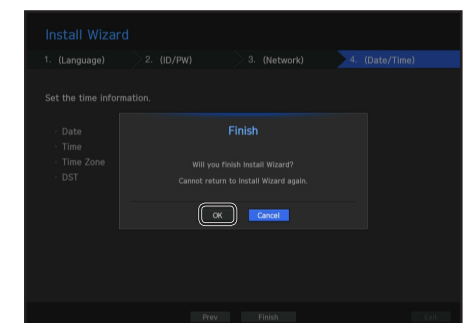 Install Wizard
1. (Language) 2. (ID/PW) 3. (Network) 4. (Date/Time)
Set the time information.
· Date
· Time
· Time Zone
· DST
Finish
Will you finish Install Wizard?
Cannot return to Install Wizard again.
OK Cancel
Prev Finish Exit